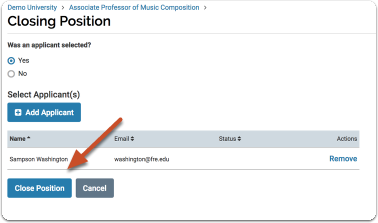 Demo University > Associate Professor of Music Composition >
Closing Position
Was an applicant selected?
Yes
No
Select Applicant(s)
Add Applicant
Name Email Status Actions
Sampson Washington washington@fre.edu Remove
Close Position Cancel